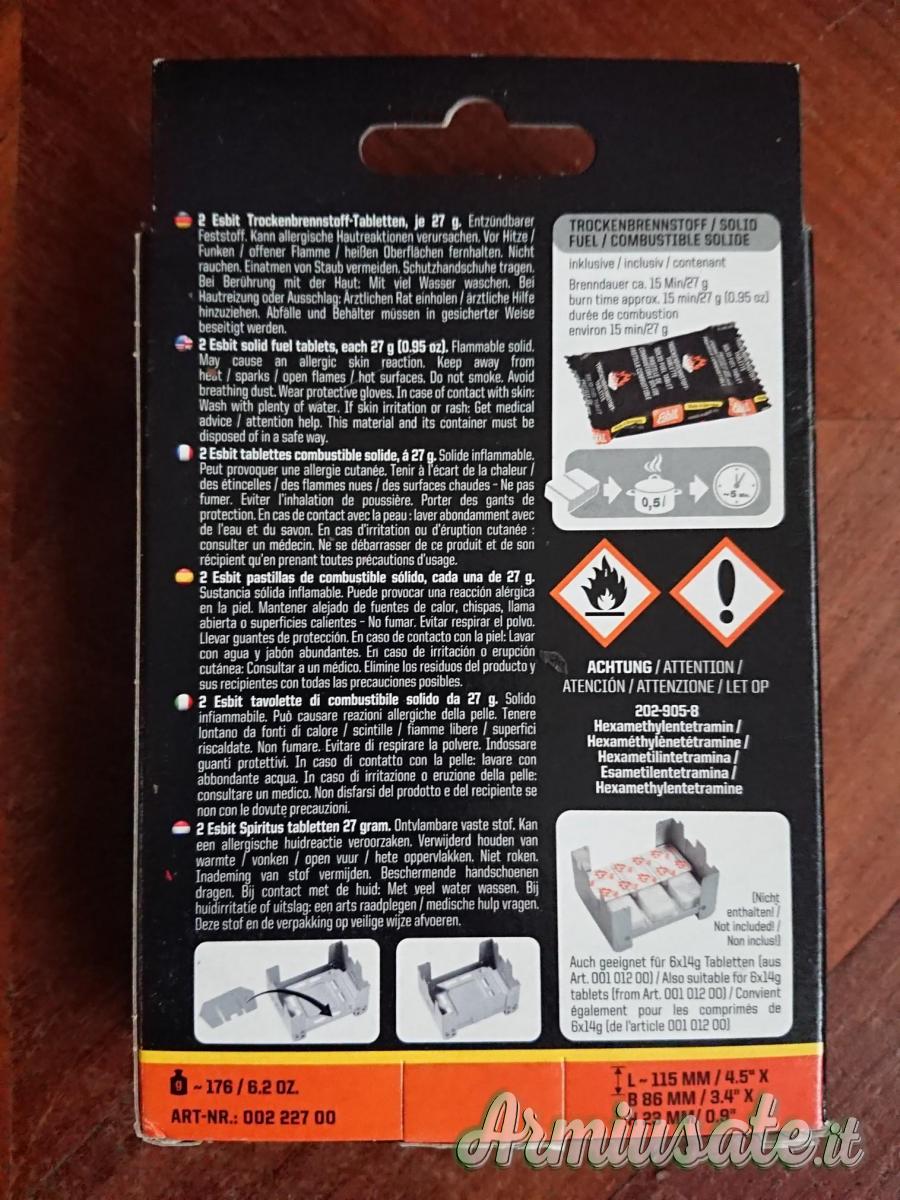 2 Esbit Trockenbrennstoff-Tabletten, je 27 g. Entzündbarer
Feststoff. Kann allergische Hautreaktionen verursachen. Vor Hitze /
Funken / offener Flamme / heißen Oberflächen fernhalten. Nicht
rauchen. Einatmen von Staub vermeiden. Schutzhandschuhe tragen.
Bei Berührung mit der Haut: Mit viel Wasser waschen. Bei
Hautreizung oder Ausschlag: Ärztlichen Rat einholen / ärztliche Hilfe
hinzuziehen. Abfälle und Behälter müssen in gesicherter Weise
beseitigt werden.
2 Esbit solid fuel tablets, each 27 g (0.95 oz). Flammable solid.
May cause an allergic skin reaction. Keep away from
heat / sparks / open flames / hot surfaces. Do not smoke. Avoid
breathing dust. Wear protective gloves. In case of contact with skin:
Wash with plenty of water. If skin irritation or rash: Get medical
advice / attention help. This material and its container must be
disposed of in a safe way.
2 Esbit tablettes combustible solide, á 27 g. Solide inflammable.
Peut provoquer une allergie cutanée. Tenir à l'écart de la chaleur /
des étincelles / des flammes nues / des surfaces chaudes - Ne pas
fumer. Eviter l'inhalation de poussière. Porter des gants de
protection. En cas de contact avec la peau : laver abondamment avec
de l'eau et du savon. En cas d'irritation ou d'éruption cutanée :
consulter un médecin. Ne se débarrasser de ce produit et de son
récipient qu'en prenant toutes précautions d'usage.
2 Esbit pastillas de combustible sólido, cada una de 27 g.
Sustancia sólida inflamable. Puede provocar una reacción alérgica
en la piel. Mantener alejado de fuentes de calor, chispas, llama
abierta o superficies calientes - No fumar. Evitar respirar el polvo.
Llevar guantes de protección. En caso de contacto con la piel: Lavar
con agua y jabón abundantes. En caso de irritación o erupción
cutánea: Consultar a un médico. Elimine los residuos del producto y
sus recipientes con todas las precauciones posibles.
2 Esbit tavolette di combustibile solido da 27 g. Solido
infiammabile. Può causare reazioni allergiche della pelle. Tenere
lontano da fonti di calore / scintille / fiamme libere / superfici
riscaldate. Non fumare. Evitare di respirare la polvere. Indossare
guanti protettivi. In caso di contatto con la pelle: lavare con
abbondante acqua. In caso di irritazione o eruzione della pelle:
consultare un medico. Non disfarsi del prodotto e del recipiente se
non con le dovute precauzioni.
2 Esbit Spiritus tabletten 27 gram. Ontvlambare vaste stof. Kan
een allergische huidreactie veroorzaken. Verwijderd houden van
warmte / vonken / open vuur / hete oppervlakken. Niet roken.
Inademing van stof vermijden. Beschermende handschoenen
dragen. Bij contact met de huid: Met veel water wassen. Bij
huidirritatie of uitslag: een arts raadplegen / medische hulp vragen.
Deze stof en de verpakking op veilige wijze afvoeren.
TROCKENBRENNSTOFF / SOLID
FUEL / COMBUSTIBLE SOLIDE
inklusive / inclusiv / contenant
Brenndauer ca. 15 Min/27 g
burn time approx. 15 min/27 g (0.95 oz)
durée de combustion
environ 15 min/27 g
Esbit
0,5 l
~5 Min.
ACHTUNG / ATTENTION /
ATENCIÓN / ATTENZIONE / LET OP
202-905-8
Hexamethylentetramin /
Hexaméthylènetétramine /
Hexametilintetramina /
Esametilentetramina /
Hexamethylentetramine
(Nicht
enthalten! /
Not included! /
Non inclus!)
Auch geeignet für 6x14g Tabletten (aus
Art. 001 012 00) / Also suitable for 6x14g
tablets (from Art. 001 012 00) / Convient
également pour les comprimés de
6x14g (de l'article 001 012 00)
g ~ 176 / 6.2 OZ.
ART-NR.: 002 227 00
L ~ 115 MM / 4.5" X
B 86 MM / 3.4" X
H 23 MM / 0.9"
Armiusate.it